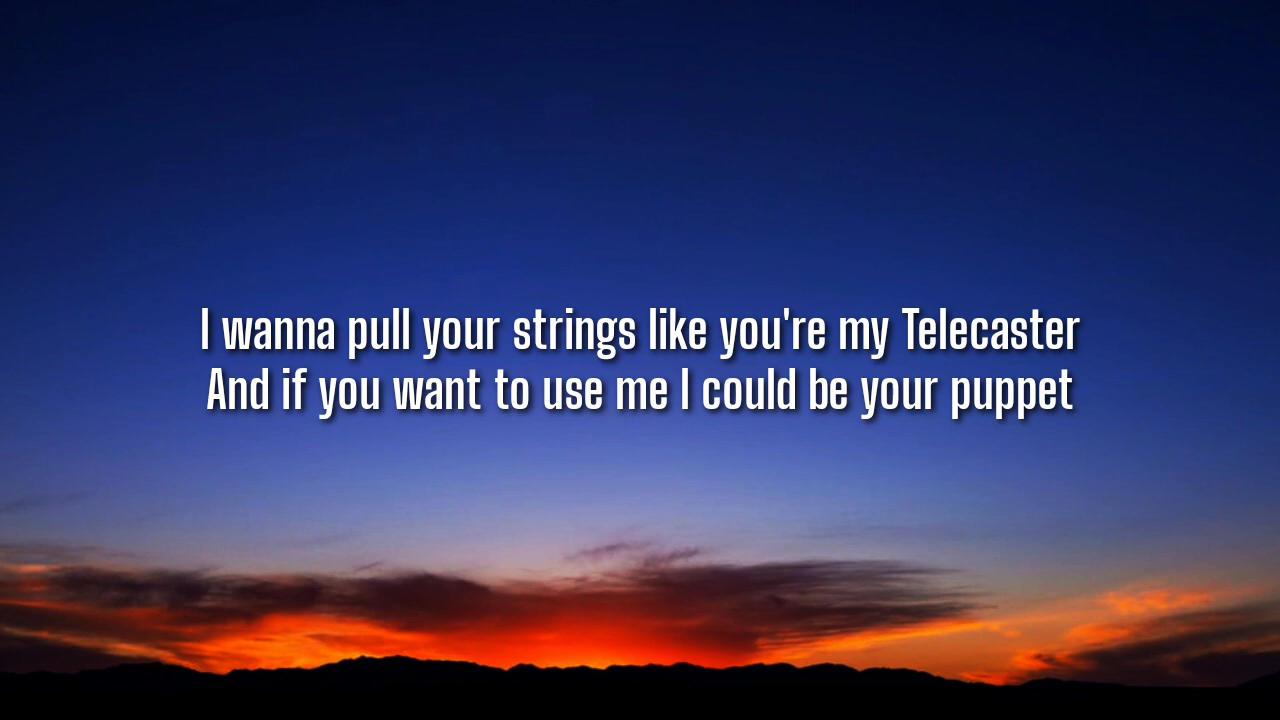 I wanna pull your strings like you're my Telecaster
And if you want to use me I could be your puppet